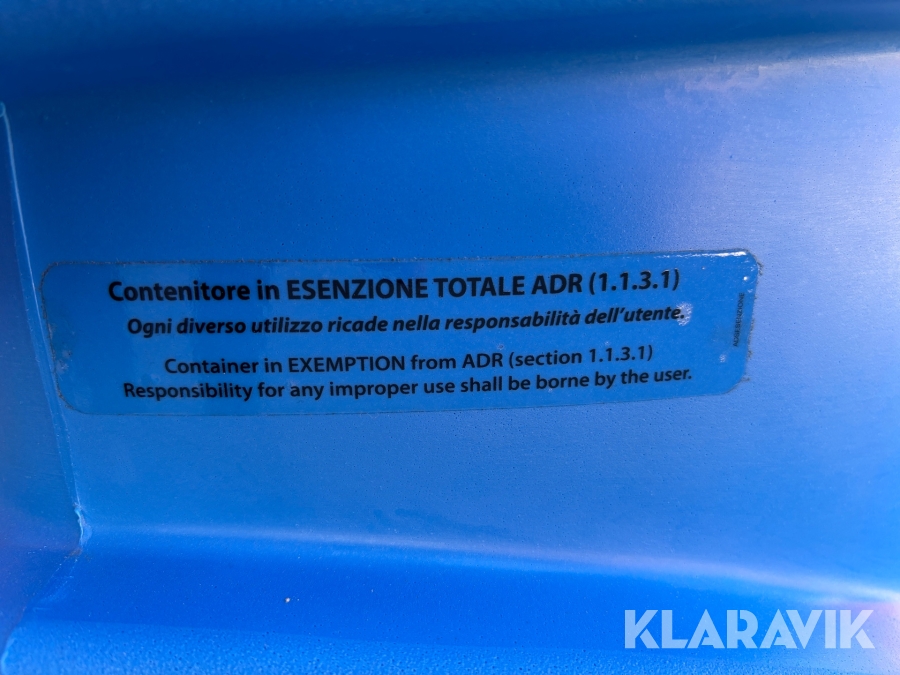 Contenitore in ESENZIONE TOTALE ADR (1.1.3.1)
Ogni diverso utilizzo ricade nella responsabilità dell'utente.
Container in EXEMPTION from ADR (section 1.1.3.1)
Responsibility for any improper use shall be borne by the user.
KLARAVIK